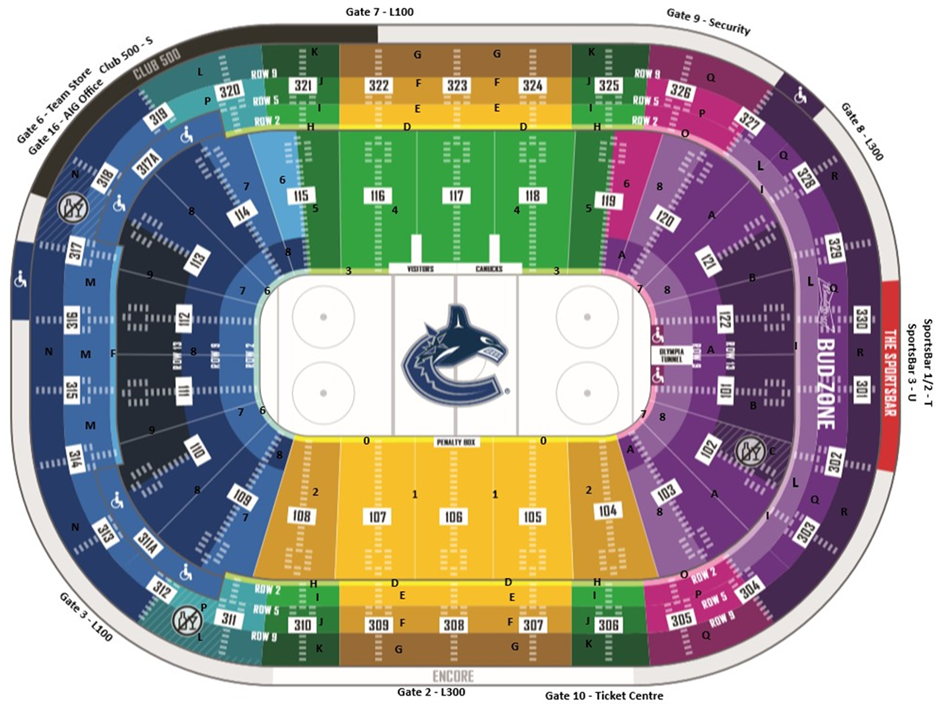 Gate 7 - L100
Gate 9 - Security
Gate 6 - Team Store
Club 500 - S
Gate 16 - AIG Office
CLUB 500
Gate 8 - L300
K G G K
L ROW 9 321 J 322 F 323 F 324 J 325 ROW 9 Q
P 320 ROW 5 I E E I ROW 5 326 P
319 ROW 2 H D D H ROW 2 O 327
317A L Q
N 318 7 6 115 116 117 118 119 6 8 I 328 R
8 114 5 4 4 5 120 A
317 9 113 8 A 121 B 329
VISITORS CANUCKS
M 7 6 3 3 7 8 L Q
316 112 122 330
N M F ROW 13 8 ROW 9 ROW 2 OLYMPIA TUNNEL A ROW 13 I BUDZONE R THE SPORTSBAR
SportsBar 1/2 - T
SportsBar 3 - U
315 111 101 301
M 9 7 6 7 8 B
314 110 8 0 PENALTY BOX 0 A 102 C 302
8 109 2 1 1 2 103 A L Q
N 7 108 107 106 105 104 8 I 303 R
313 311A
312 ROW 2 H D D H O ROW 2 304
P 311 ROW 5 I E E I P ROW 5
L ROW 9 310 J 309 F 308 F 307 J 306 305 ROW 9
K G G K Q
Gate 3 - L100
ENCORE
Gate 2 - L300
Gate 10 - Ticket Centre